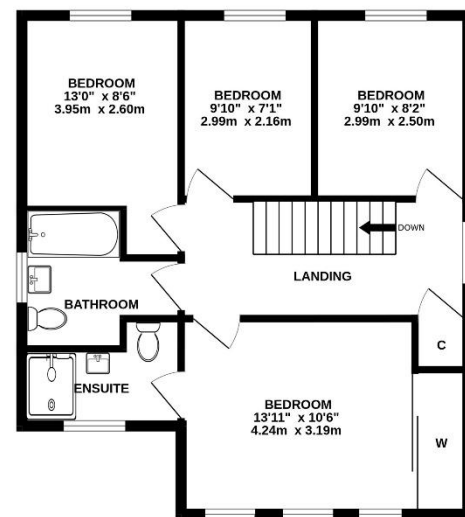 BEDROOM
13'0" x 8'6"
3.95m x 2.60m
BEDROOM
9'10" x 7'1"
2.99m x 2.16m
BEDROOM
9'10" x 8'2"
2.99m x 2.50m
DOWN
LANDING
BATHROOM
C
ENSUITE
BEDROOM
13'11" x 10'6"
4.24m x 3.19m
W